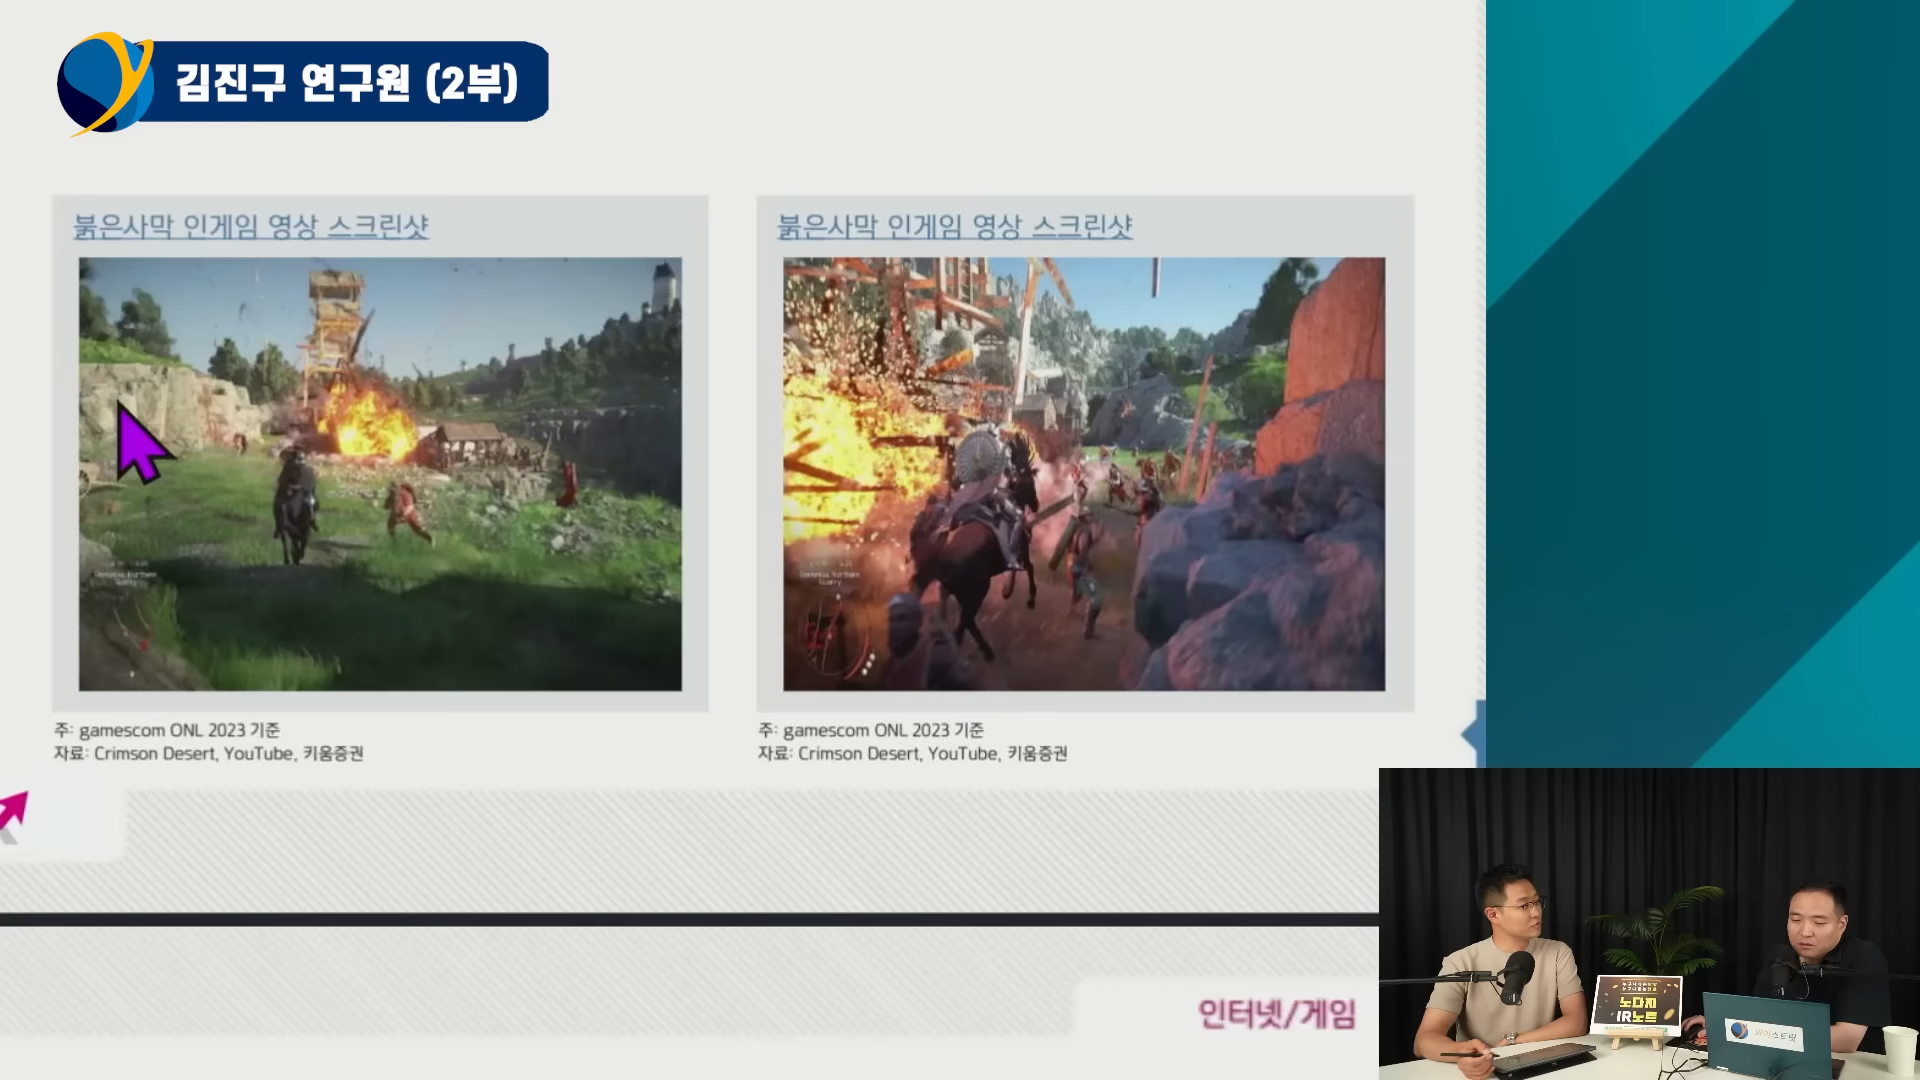 김진구 연구원 (2부)
붉은사막 인게임 영상 스크린샷
붉은사막 인게임 영상 스크린샷
주: gamescom ONL 2023 기준
자료: Crimson Desert, YouTube, 키움증권
주: gamescom ONL 2023 기준
자료: Crimson Desert, YouTube, 키움증권
인터넷/게임
노다지
IR노트